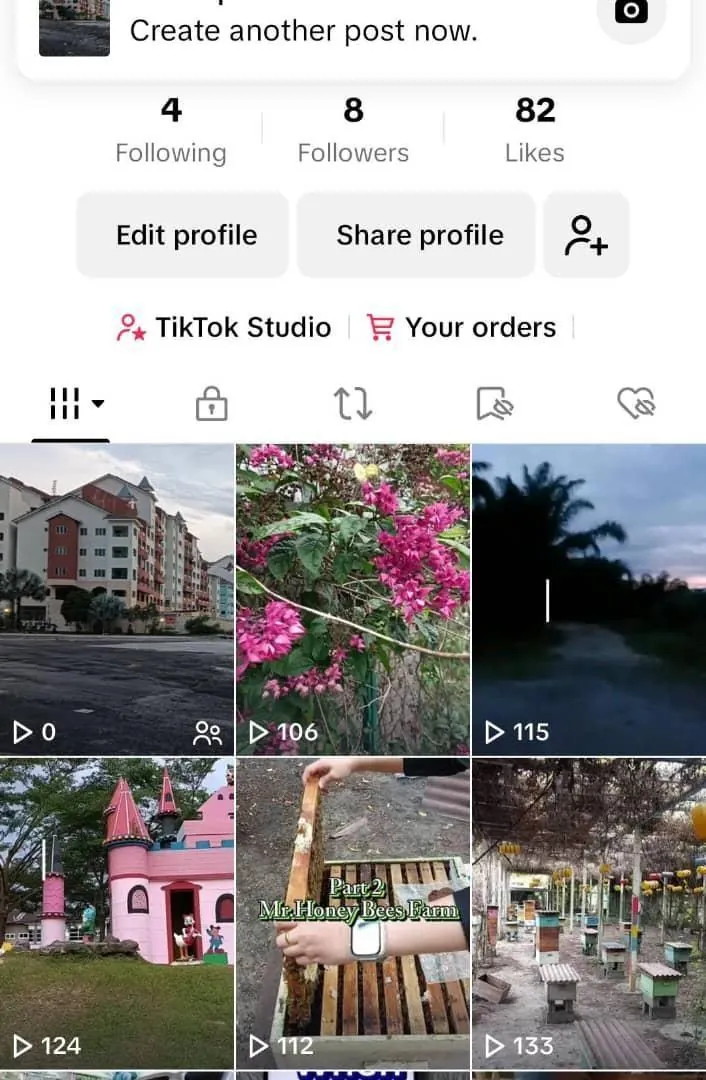 Create another post now.
4 8 82
Following Followers Likes
Edit profile Share profile
TikTok Studio Your orders
0 106 115
Part 2
Mr.Honey Bees Farm
124 112 133